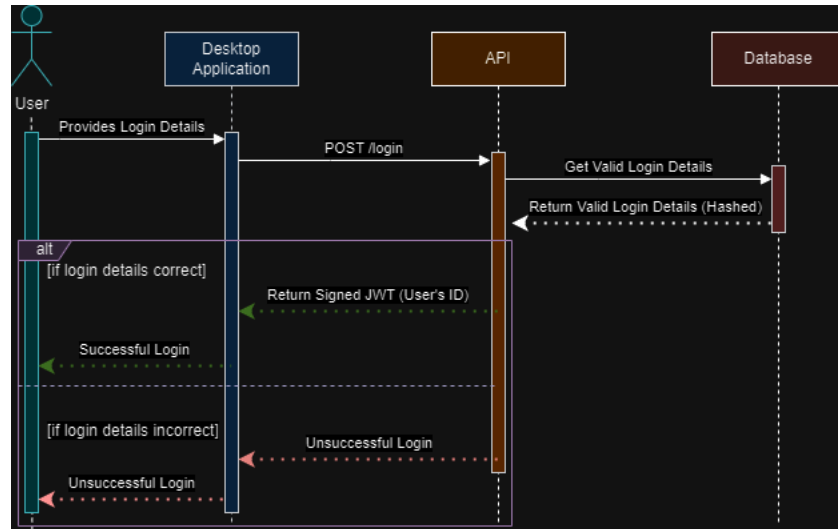 Desktop
Application
API
Database
User
Provides Login Details
POST /login
Get Valid Login Details
Return Valid Login Details (Hashed)
alt
[if login details correct]
Return Signed JWT (User's ID)
Successful Login
[if login details incorrect]
Unsuccessful Login
Unsuccessful Login